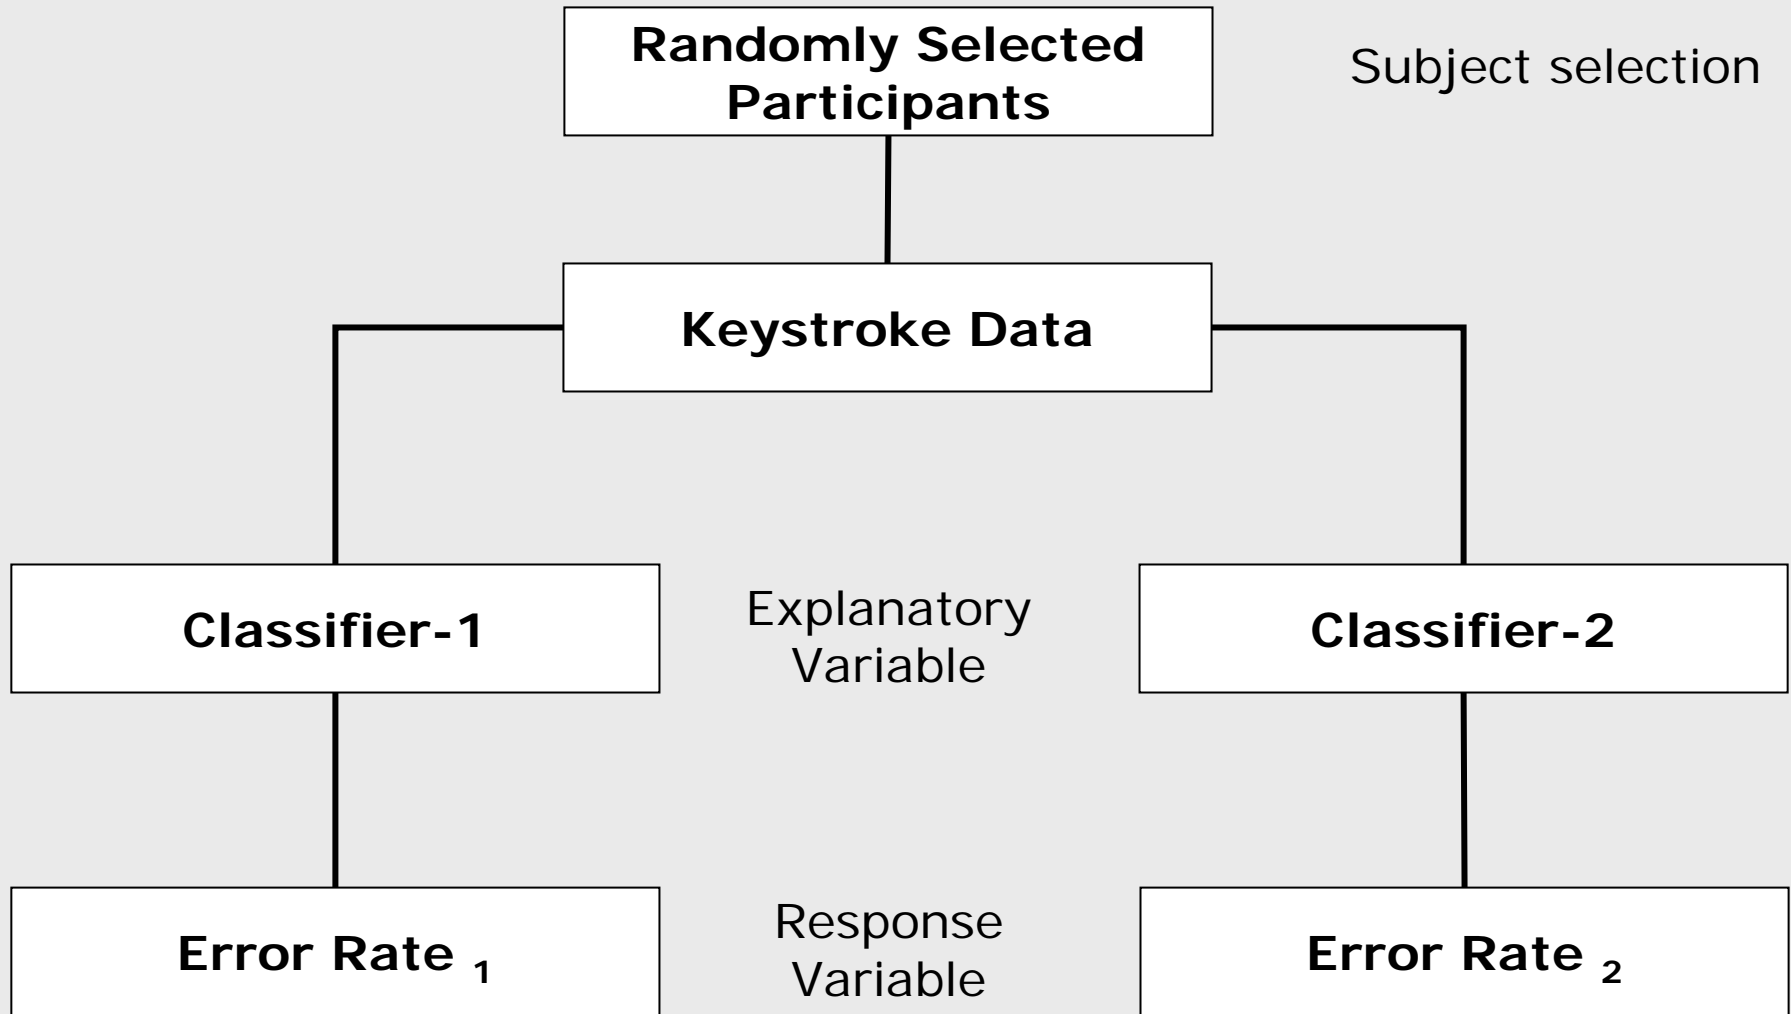 Randomly Selected
Participants
Subject selection
Keystroke Data
Classifier-1
Explanatory
Variable
Classifier-2
Error Rate 1
Response
Variable
Error Rate 2